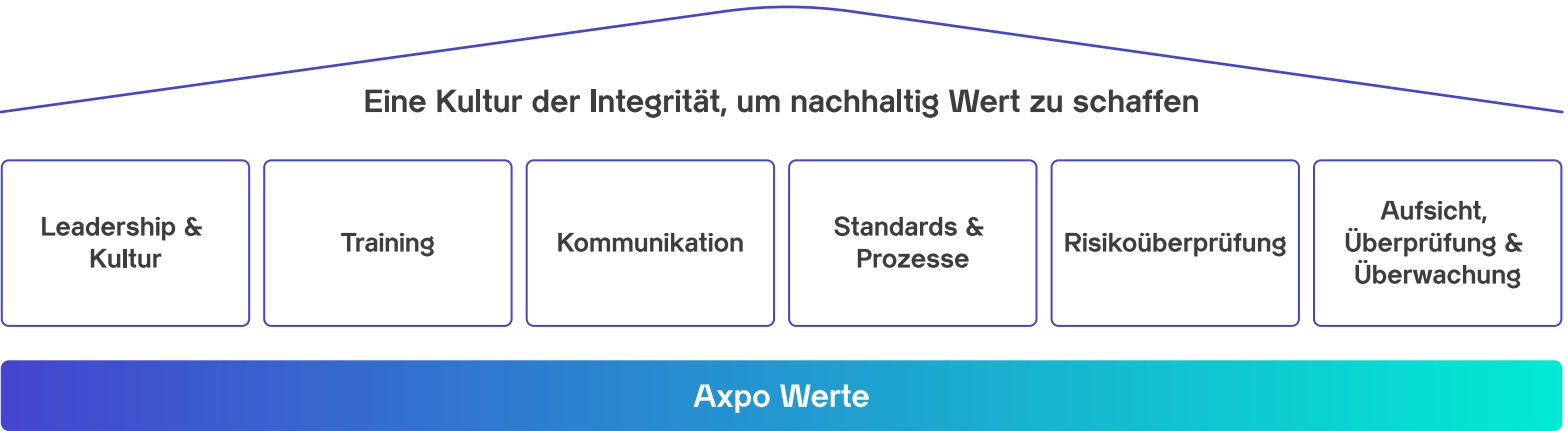 Eine Kultur der Integrität, um nachhaltig Wert zu schaffen
Leadership &
Kultur
Training
Kommunikation
Standards &
Prozesse
Risikoüberprüfung
Aufsicht,
Überprüfung &
Überwachung
Axpo Werte